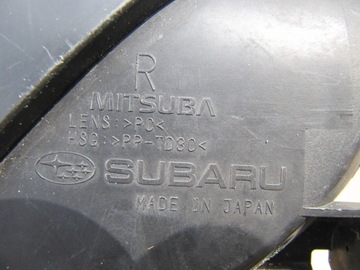 R
MITSUBA
LENS:>PC<
HSG:>PP-TD30<
SUBARU
MADE IN JAPAN